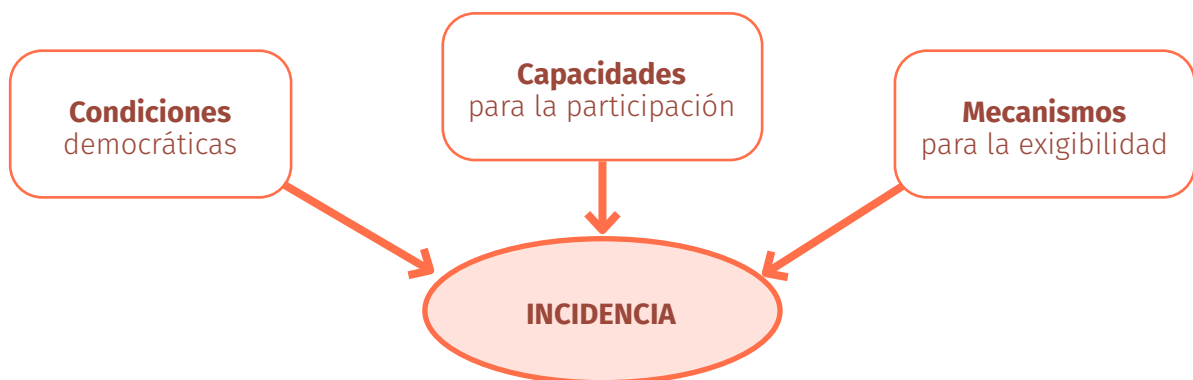 Condiciones
democráticas
Capacidades
para la participación
Mecanismos
para la exigibilidad
INCIDENCIA